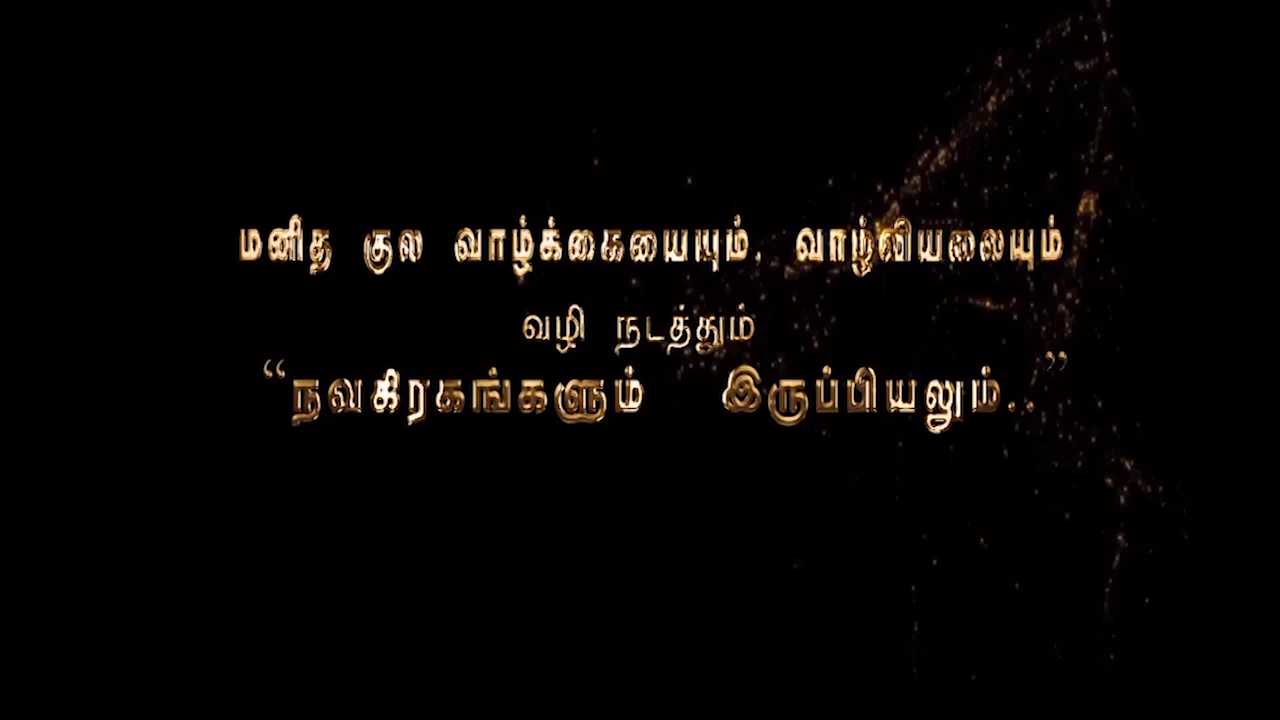 மனித குல வாழ்க்கையையும், வாழ்வியலையும்
வழி நடத்தும்
“நவகிரகங்களும் இருப்பியலும்..”